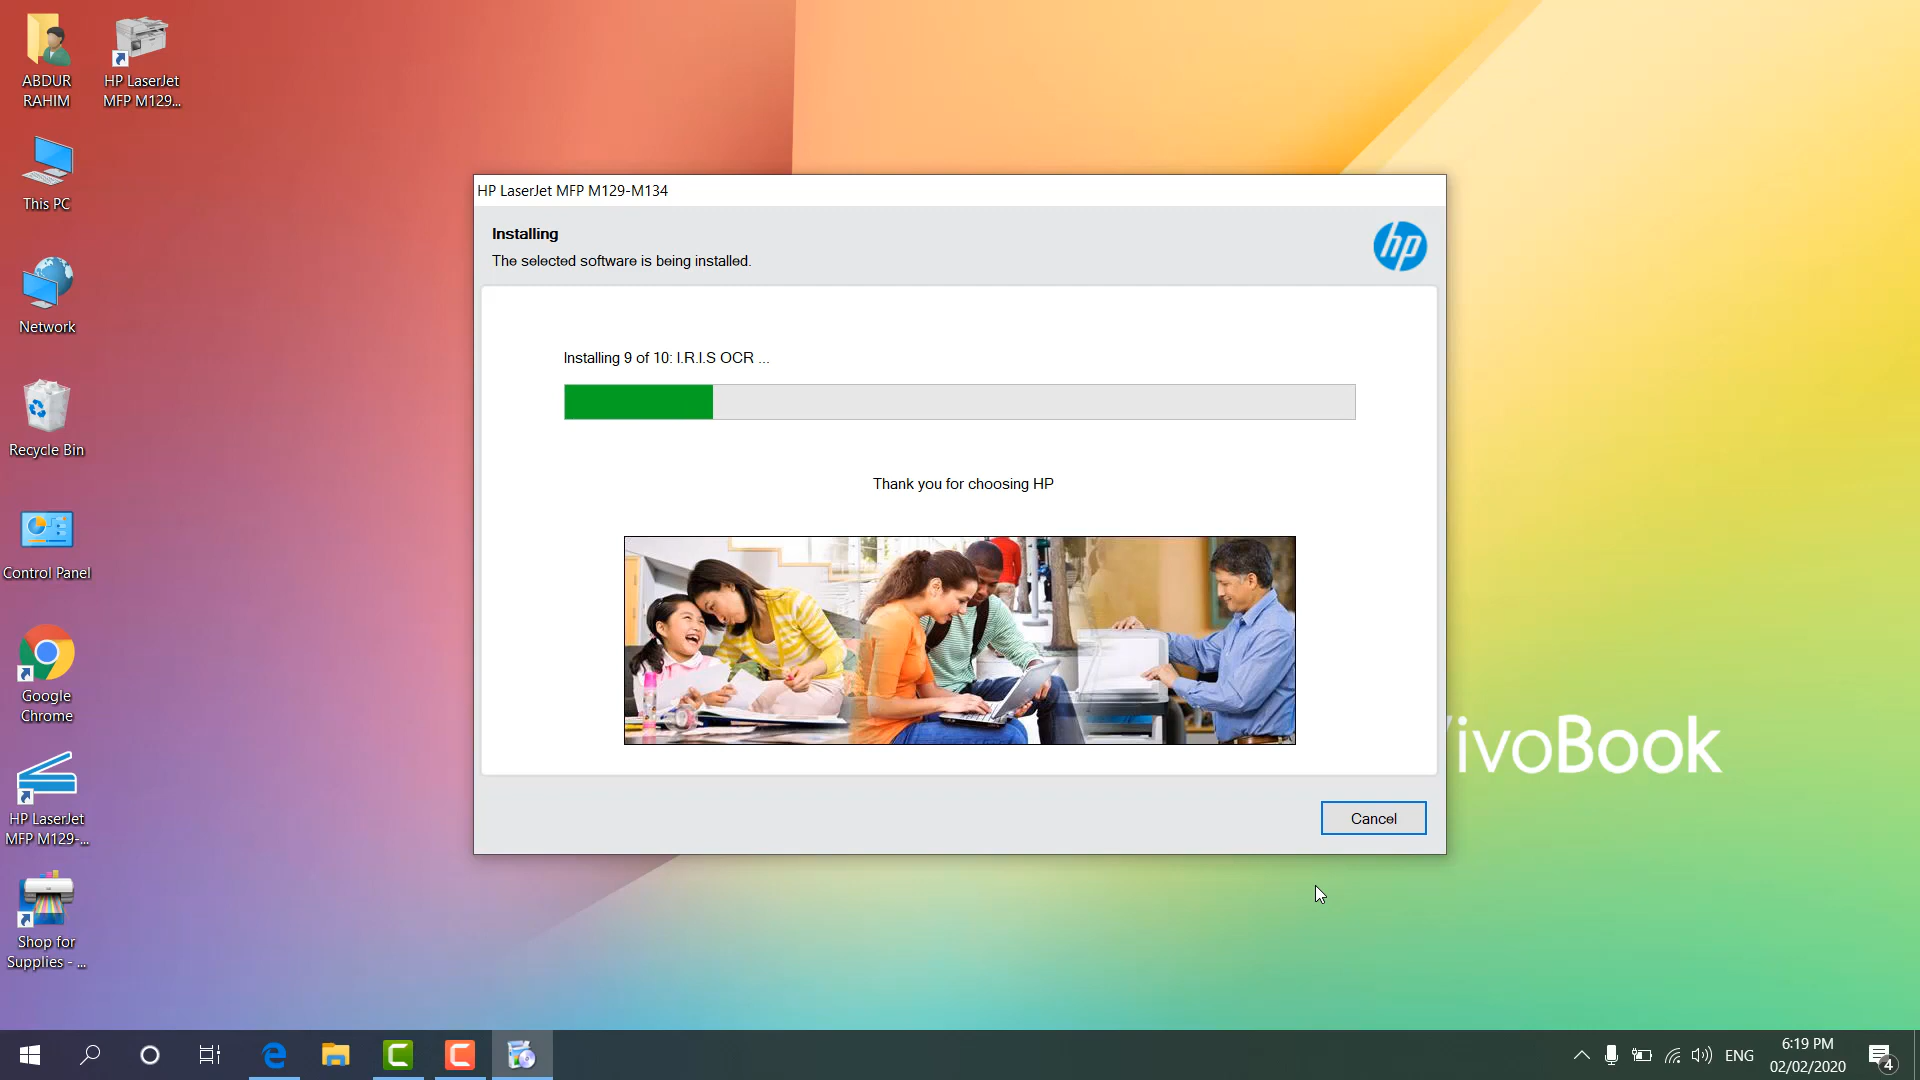 ABDUR
RAHIM
HP LaserJet
MFP M129...
This PC
Network
Recycle Bin
Control Panel
Google
Chrome
HP LaserJet
MFP M129-...
Shop for
Supplies - ...
HP LaserJet MFP M129-M134
Installing
The selected software is being installed.
hp
Installing 9 of 10: I.R.I.S OCR ...
Thank you for choosing HP
Cancel
ivoBook
ENG
6:19 PM
02/02/2020
4